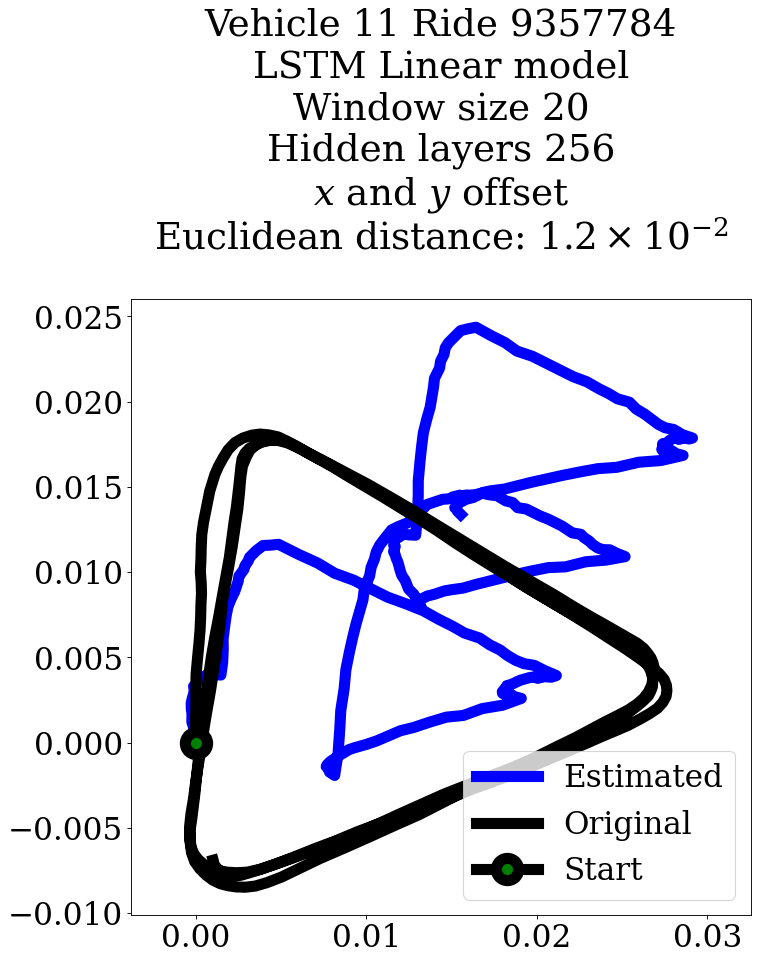 Vehicle 11 Ride 9357784
LSTM Linear model
Window size 20
Hidden layers 256
x and y offset
Euclidean distance: 1.2 × 10⁻²
0.025
0.020
0.015
0.010
0.005
0.000
−0.005
−0.010
Estimated
Original
Start
0.00 0.01 0.02 0.03